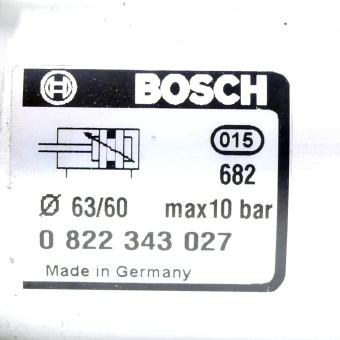 BOSCH
015
682
Ø 63/60 max10 bar
0 822 343 027
Made in Germany